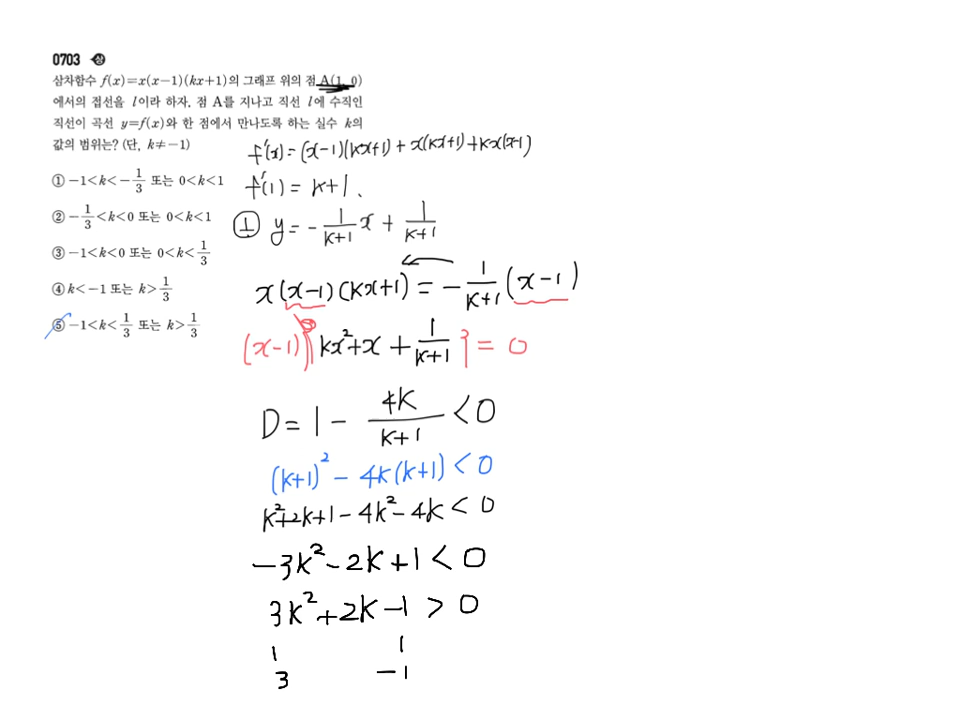 0703 상
삼차함수 f(x)=x(x-1)(kx+1)의 그래프 위의 점 A(1, 0)
에서의 접선을 l이라 하자. 점 A를 지나고 직선 l에 수직인
직선이 곡선 y=f(x)와 한 점에서 만나도록 하는 실수 k의
값의 범위는? (단, k≠-1)
f'(x) = (x-1)(kx+1) + x(kx+1) + kx(x-1)
① -1<k<-1/3 또는 0<k<1
f'(1) = k+1.
② -1/3<k<0 또는 0<k<1
⊥ y = - 1/(k+1) x + 1/(k+1)
③ -1<k<0 또는 0<k<1/3
④ k<-1 또는 k>1/3
x(x-1)(kx+1) = - 1/(k+1) (x-1)
⑤ -1<k<1/3 또는 k>1/3
(x-1){kx²+x + 1/(k+1)} = 0
D = 1 - 4k/(k+1) < 0
(k+1)² - 4k(k+1) < 0
k²+2k+1 - 4k² - 4k < 0
-3k² - 2k + 1 < 0
3k² + 2k - 1 > 0
1 1
3 -1